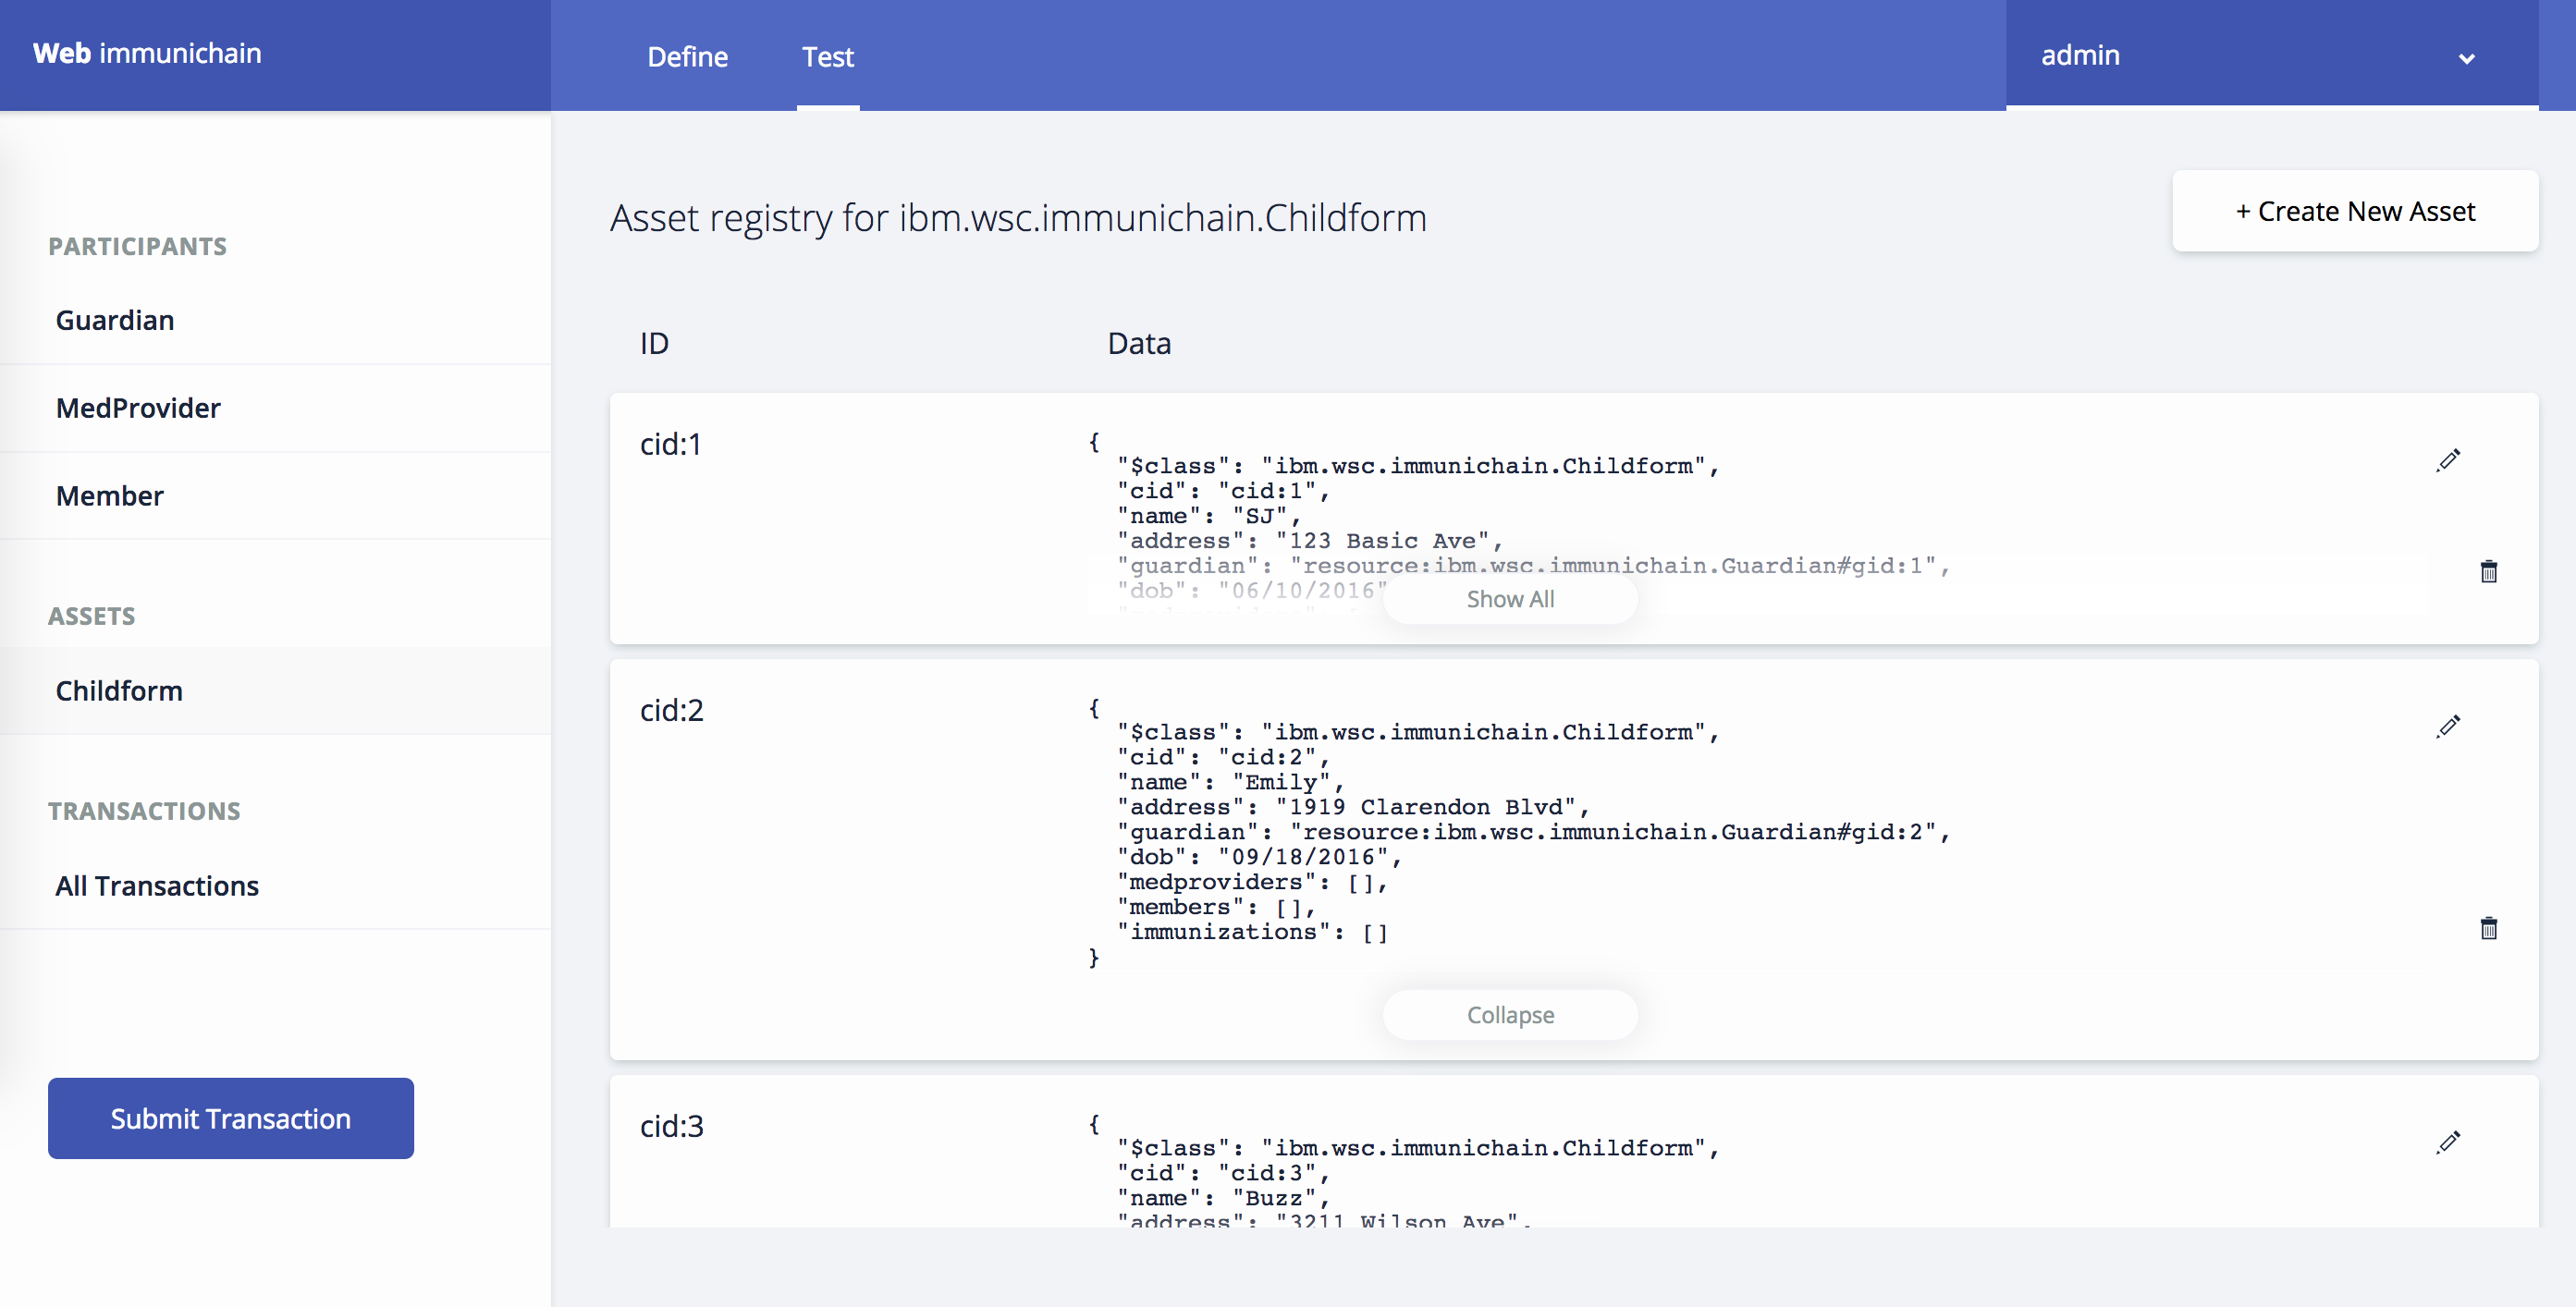 Web immunichain
Define
Test
admin
PARTICIPANTS
Guardian
MedProvider
Member
ASSETS
Childform
TRANSACTIONS
All Transactions
Submit Transaction
Asset registry for ibm.wsc.immunichain.Childform
+ Create New Asset
ID
Data
cid:1
{
"$class": "ibm.wsc.immunichain.Childform",
"cid": "cid:1",
"name": "SJ",
"address": "123 Basic Ave",
"guardian": "resource:ibm.wsc.immunichain.Guardian#gid:1",
"dob": "06/10/2016"
Show All
cid:2
{
"$class": "ibm.wsc.immunichain.Childform",
"cid": "cid:2",
"name": "Emily",
"address": "1919 Clarendon Blvd",
"guardian": "resource:ibm.wsc.immunichain.Guardian#gid:2",
"dob": "09/18/2016",
"medproviders": [],
"members": [],
"immunizations": []
}
Collapse
cid:3
{
"$class": "ibm.wsc.immunichain.Childform",
"cid": "cid:3",
"name": "Buzz",
"address": "3211 Wilson Ave",